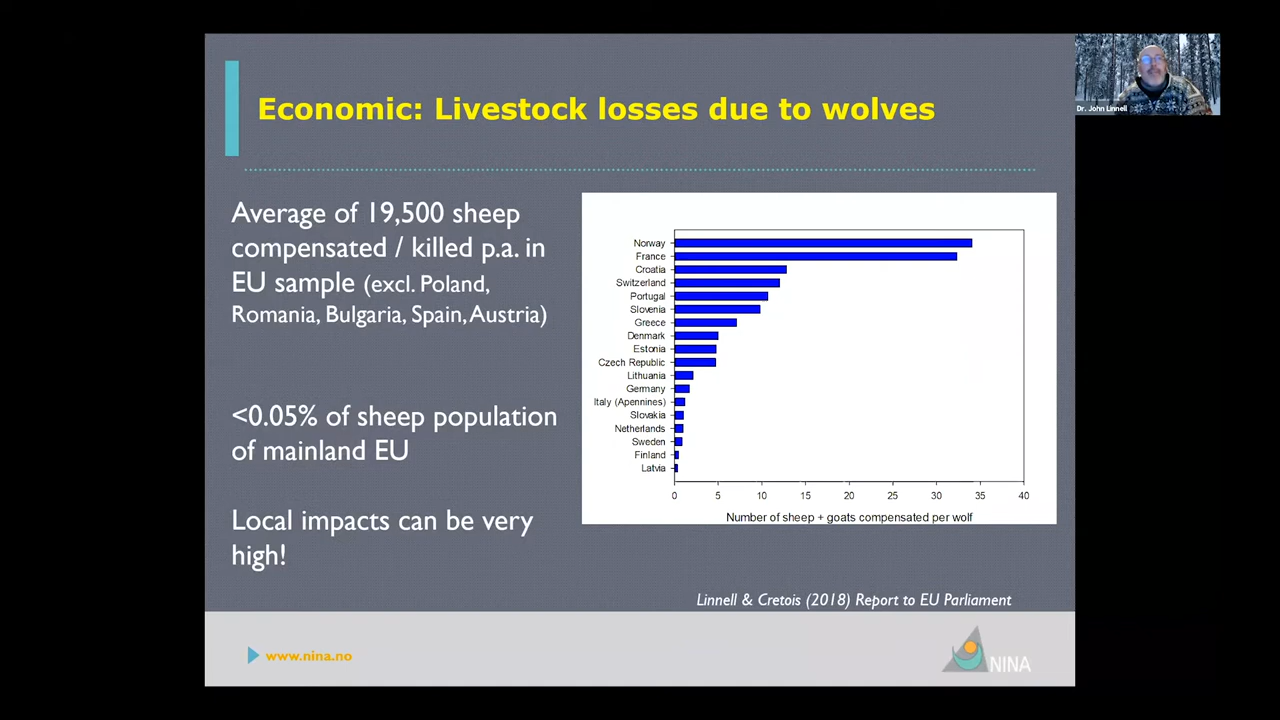 Economic: Livestock losses due to wolves
Dr. John Linnell
Average of 19,500 sheep
compensated / killed p.a. in
EU sample (excl. Poland,
Romania, Bulgaria, Spain, Austria)
<0.05% of sheep population
of mainland EU
Local impacts can be very
high!
Norway
France
Croatia
Switzerland
Portugal
Slovenia
Greece
Denmark
Estonia
Czech Republic
Lithuania
Germany
Italy (Apennines)
Slovakia
Netherlands
Sweden
Finland
Latvia
0 5 10 15 20 25 30 35 40
Number of sheep + goats compensated per wolf
Linnell & Cretois (2018) Report to EU Parliament
www.nina.no
NINA